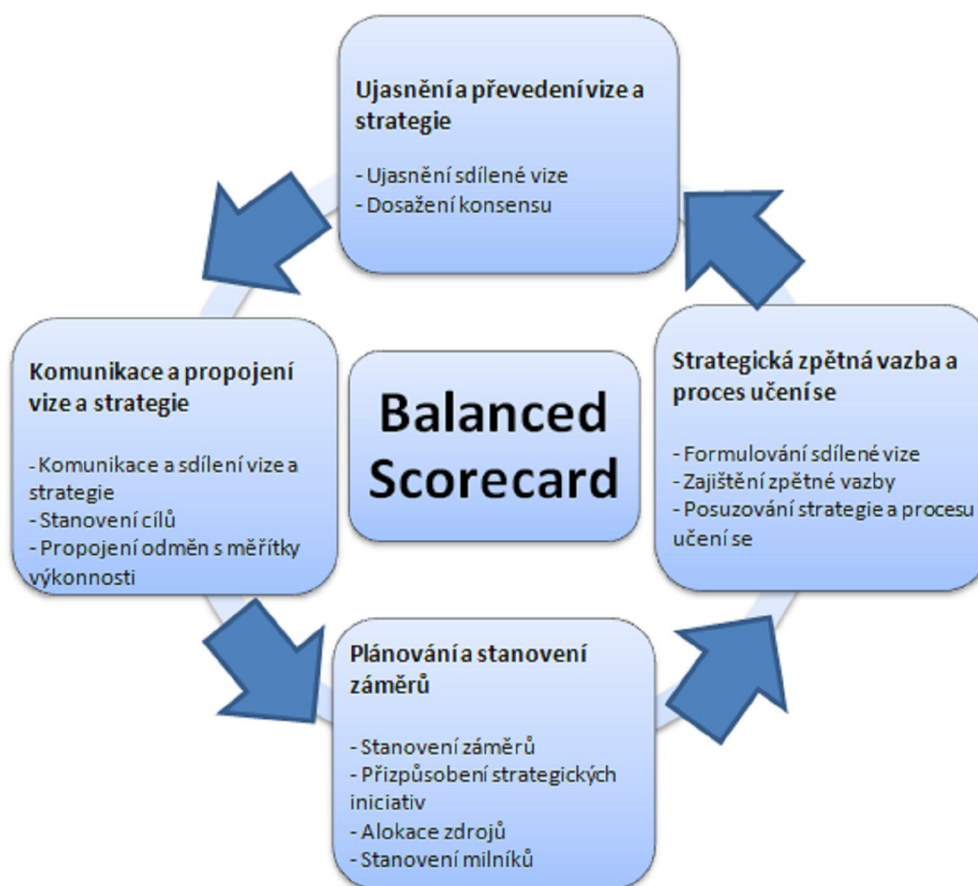 Ujasnění a převedení vize a
strategie
- Ujasnění sdílené vize
- Dosažení konsensu
Komunikace a propojení
vize a strategie
- Komunikace a sdílení vize a
strategie
- Stanovení cílů
- Propojení odměn s měřítky
výkonnosti
Balanced
Scorecard
Strategická zpětná vazba a
proces učení se
- Formulování sdílené vize
- Zajištění zpětné vazby
- Posuzování strategie a procesu
učení se
Plánování a stanovení
záměrů
- Stanovení záměrů
- Přizpůsobení strategických
iniciativ
- Alokace zdrojů
- Stanovení milníků